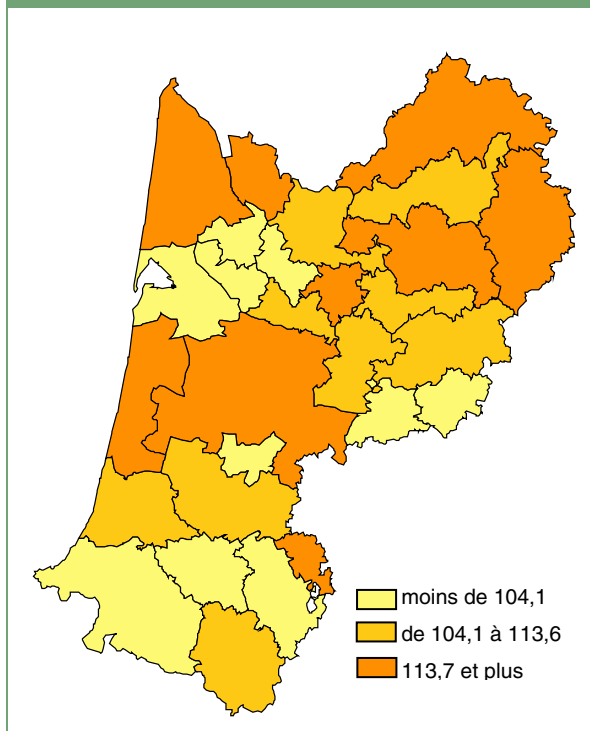 moins de 104,1
de 104,1 à 113,6
113,7 et plus